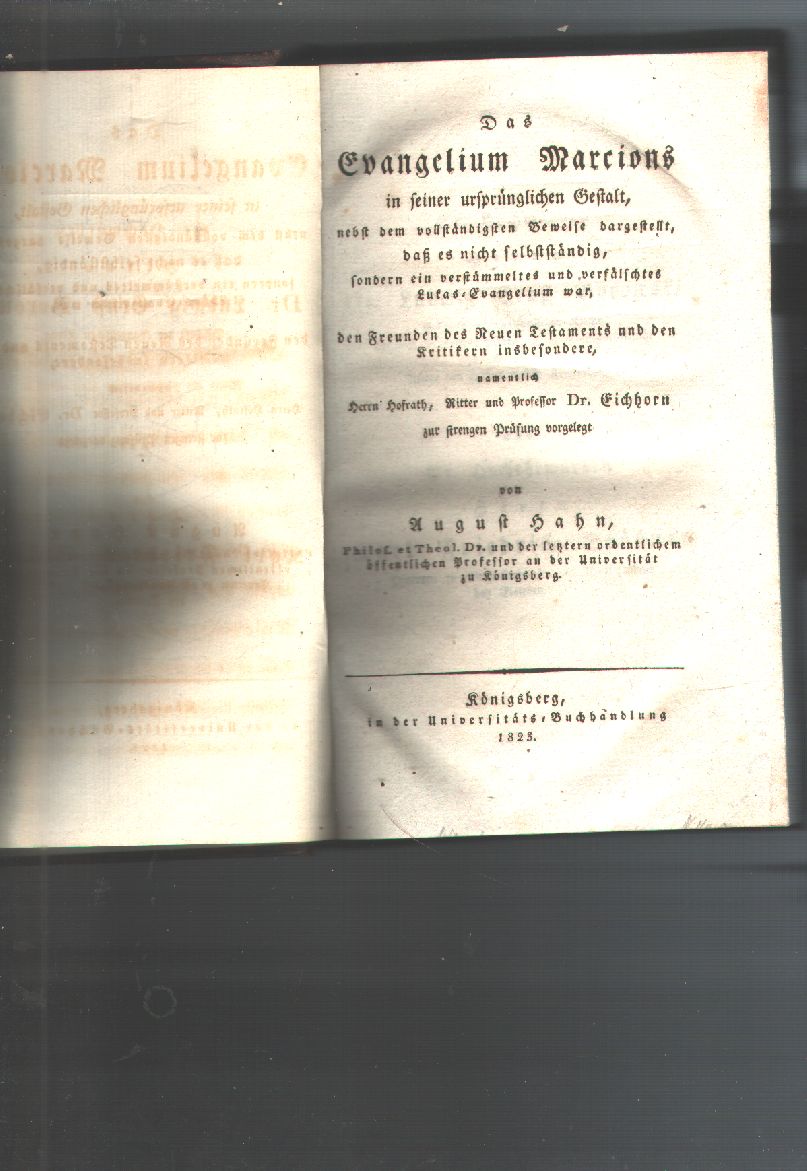 Das
Evangelium Marcions
in seiner ursprünglichen Gestalt,
nebst dem vollständigsten Beweise dargestellt,
daß es nicht selbstständig,
sondern ein verstümmeltes und verfälschtes
Lukas-Evangelium war,
den Freunden des Neuen Testaments und den
Kritikern insbesondere,
namentlich
Herrn Hofrath, Ritter und Professor Dr. Eichhorn
zur strengen Prüfung vorgelegt
von
August Hahn,
Philos. et Theol. Dr. und der letztern ordentlichem
öffentlichen Professor an der Universität
zu Königsberg.
Königsberg,
in der Universitäts-Buchhandlung
1823.